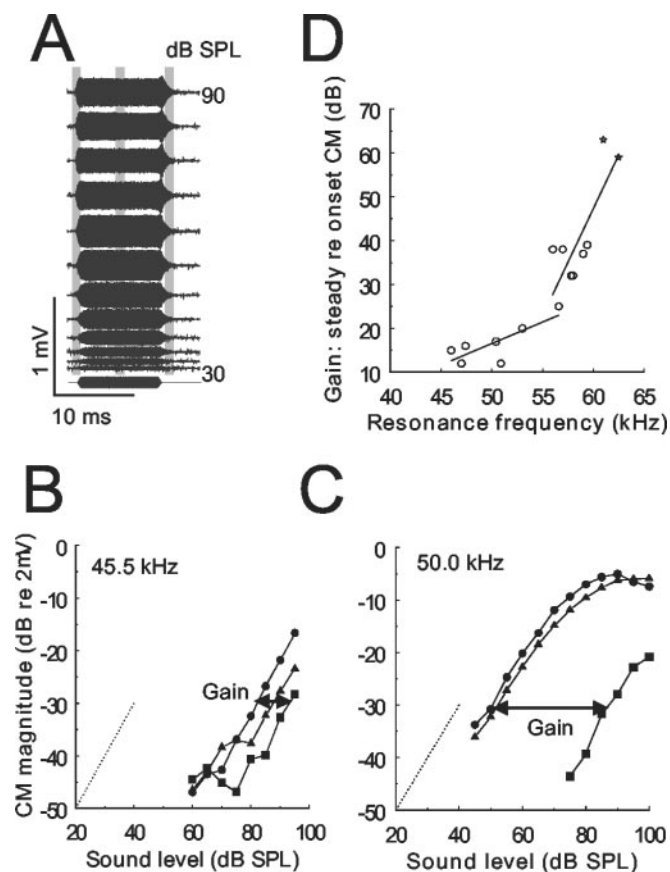 A
dB SPL
90
30
1 mV
10 ms
D
Gain: steady re onset CM (dB)
70
60
50
40
30
20
10
40
45
50
55
60
65
Resonance frequency (kHz)
B
45.5 kHz
CM magnitude (dB re 2mV)
0
-10
-20
-30
-40
-50
Gain
20
40
60
80
100
Sound level (dB SPL)
C
50.0 kHz
0
-10
-20
-30
-40
-50
Gain
20
40
60
80
100
Sound level (dB SPL)